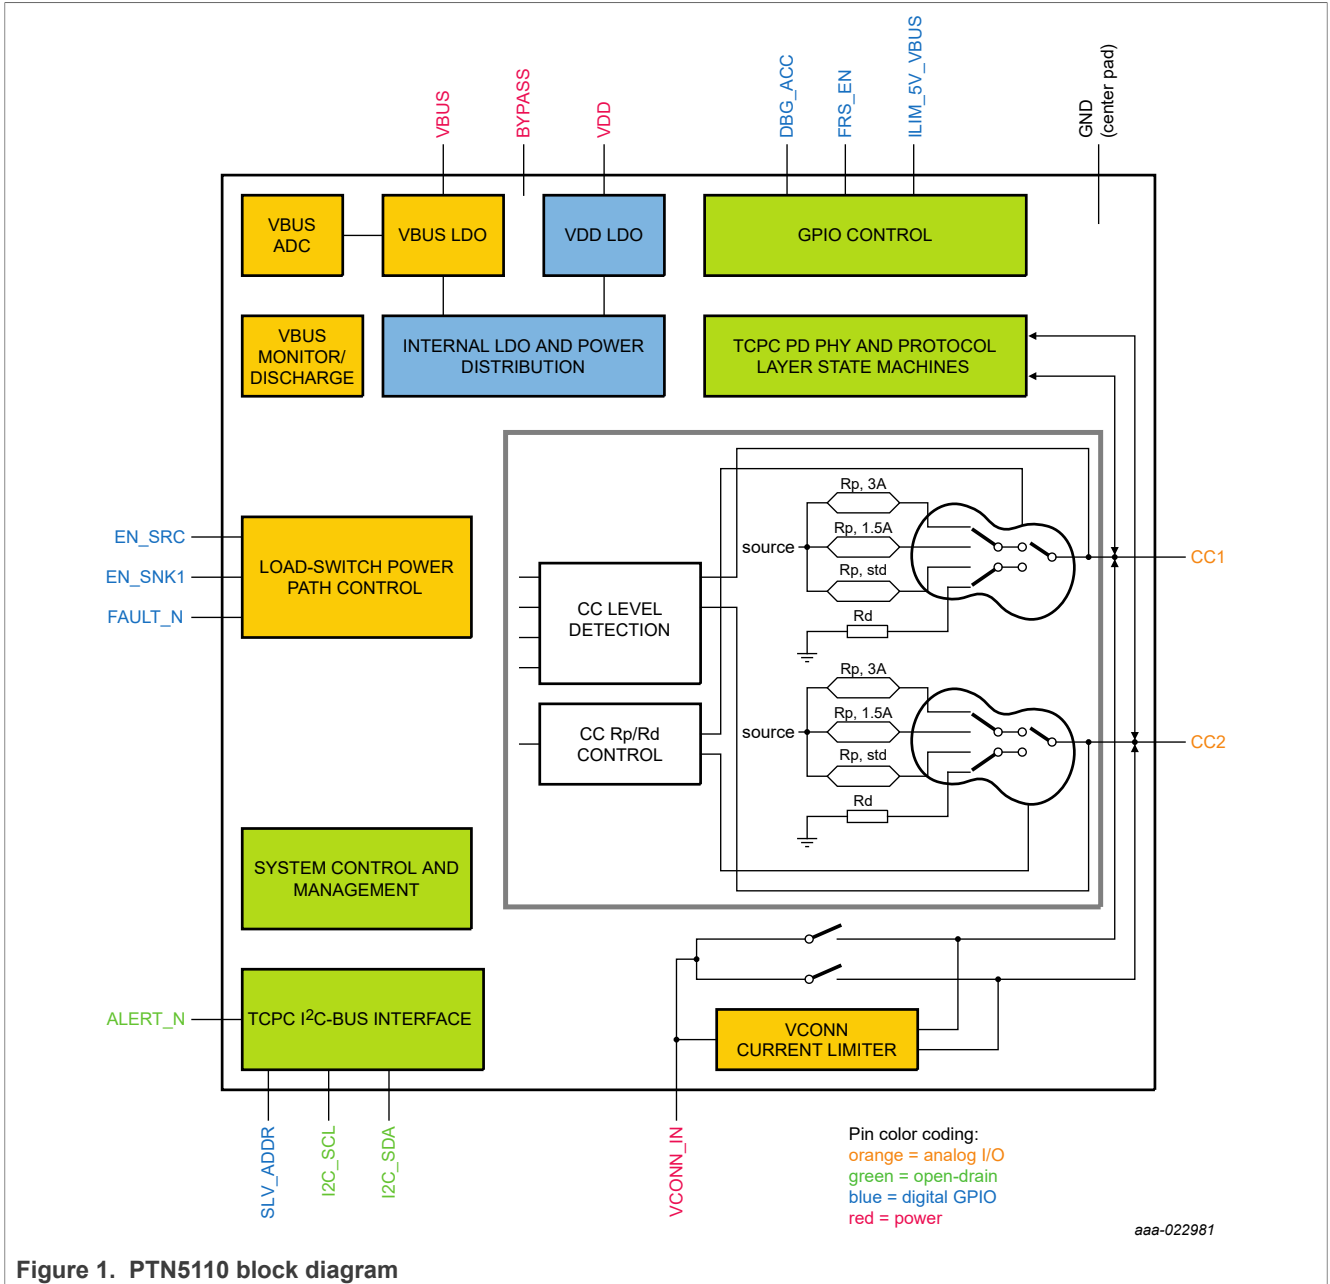 VBUS
BYPASS
VDD
DBG_ACC
FRS_EN
ILIM_5V_VBUS
GND
(center pad)
VBUS
ADC
VBUS LDO
VDD LDO
GPIO CONTROL
VBUS
MONITOR/
DISCHARGE
INTERNAL LDO AND POWER
DISTRIBUTION
TCPC PD PHY AND PROTOCOL
LAYER STATE MACHINES
EN_SRC
EN_SNK1
FAULT_N
LOAD-SWITCH POWER
PATH CONTROL
CC LEVEL
DETECTION
CC Rp/Rd
CONTROL
Rp, 3A
Rp, 1.5A
source
Rp, std
Rd
CC1
Rp, 3A
Rp, 1.5A
source
Rp, std
Rd
CC2
SYSTEM CONTROL AND
MANAGEMENT
ALERT_N
TCPC I²C-BUS INTERFACE
VCONN
CURRENT LIMITER
SLV_ADDR
I2C_SCL
I2C_SDA
VCONN_IN
Pin color coding:
orange = analog I/O
green = open-drain
blue = digital GPIO
red = power
aaa-022981
Figure 1. PTN5110 block diagram